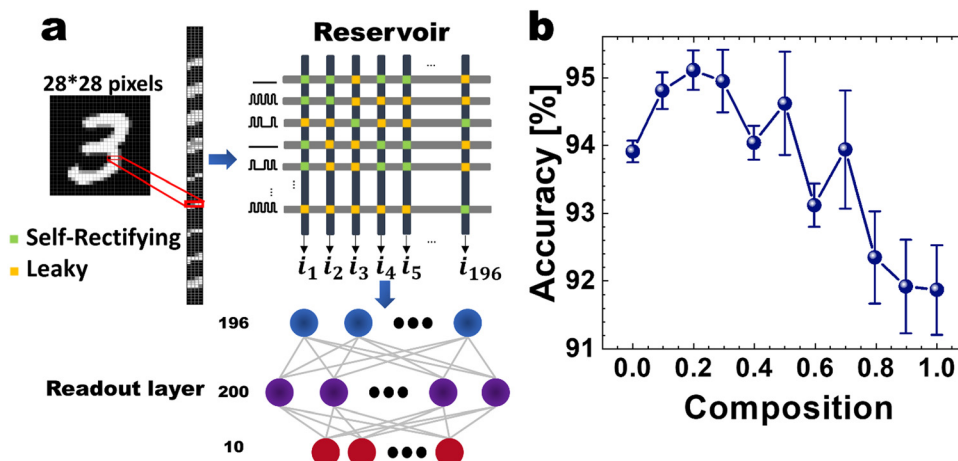 a
Reservoir
28*28 pixels
...
Self-Rectifying
Leaky
...
i1 i2 i3 i4 i5 i196
196
Readout layer
200
10
b
Accuracy [%]
95
94
93
92
91
0.0 0.2 0.4 0.6 0.8 1.0
Composition